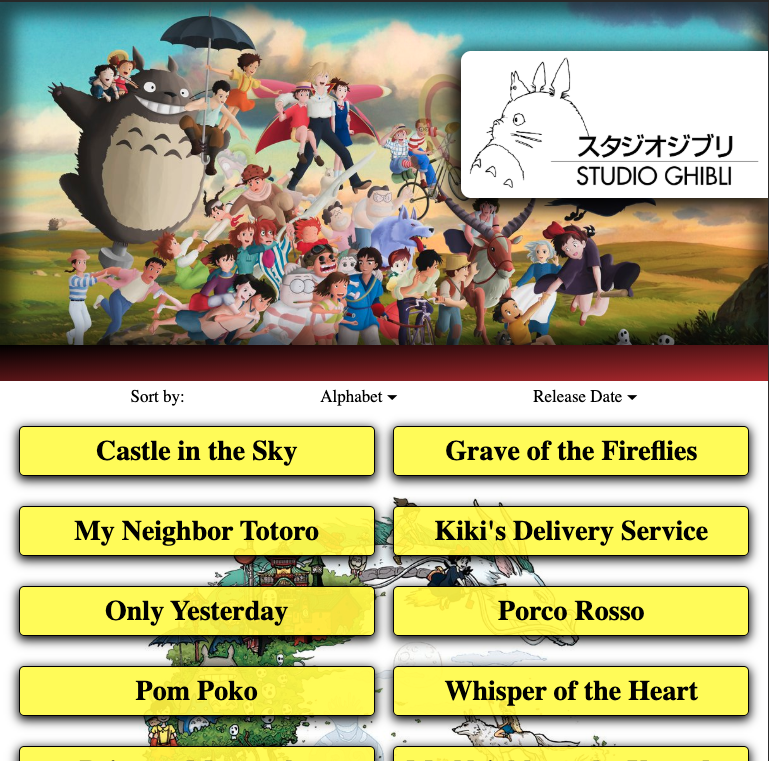 スタジオジブリ
STUDIO GHIBLI
Sort by: Alphabet Release Date
Castle in the Sky
Grave of the Fireflies
My Neighbor Totoro
Kiki's Delivery Service
Only Yesterday
Porco Rosso
Pom Poko
Whisper of the Heart